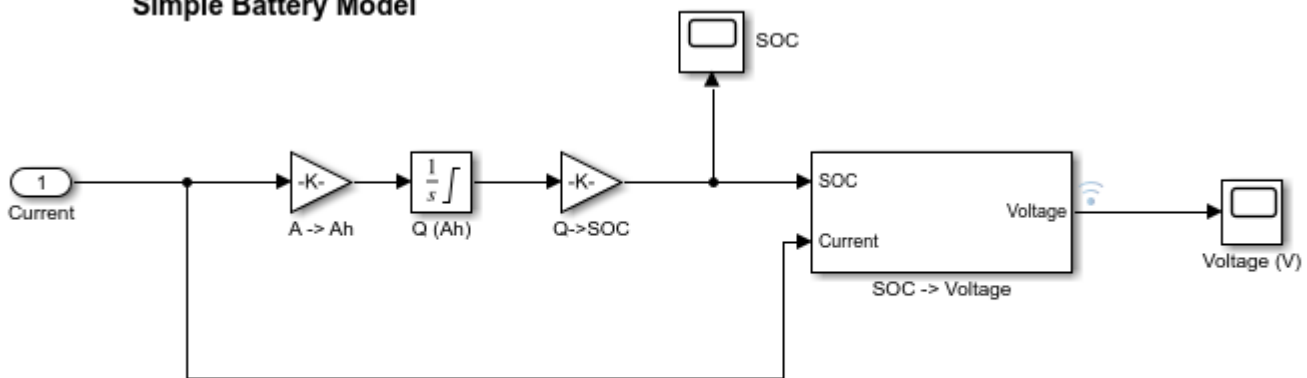 Simple Battery Model
SOC
1
Current
-K-
A -> Ah
1
s
Q (Ah)
-K-
Q->SOC
SOC
Current
Voltage
SOC -> Voltage
Voltage (V)